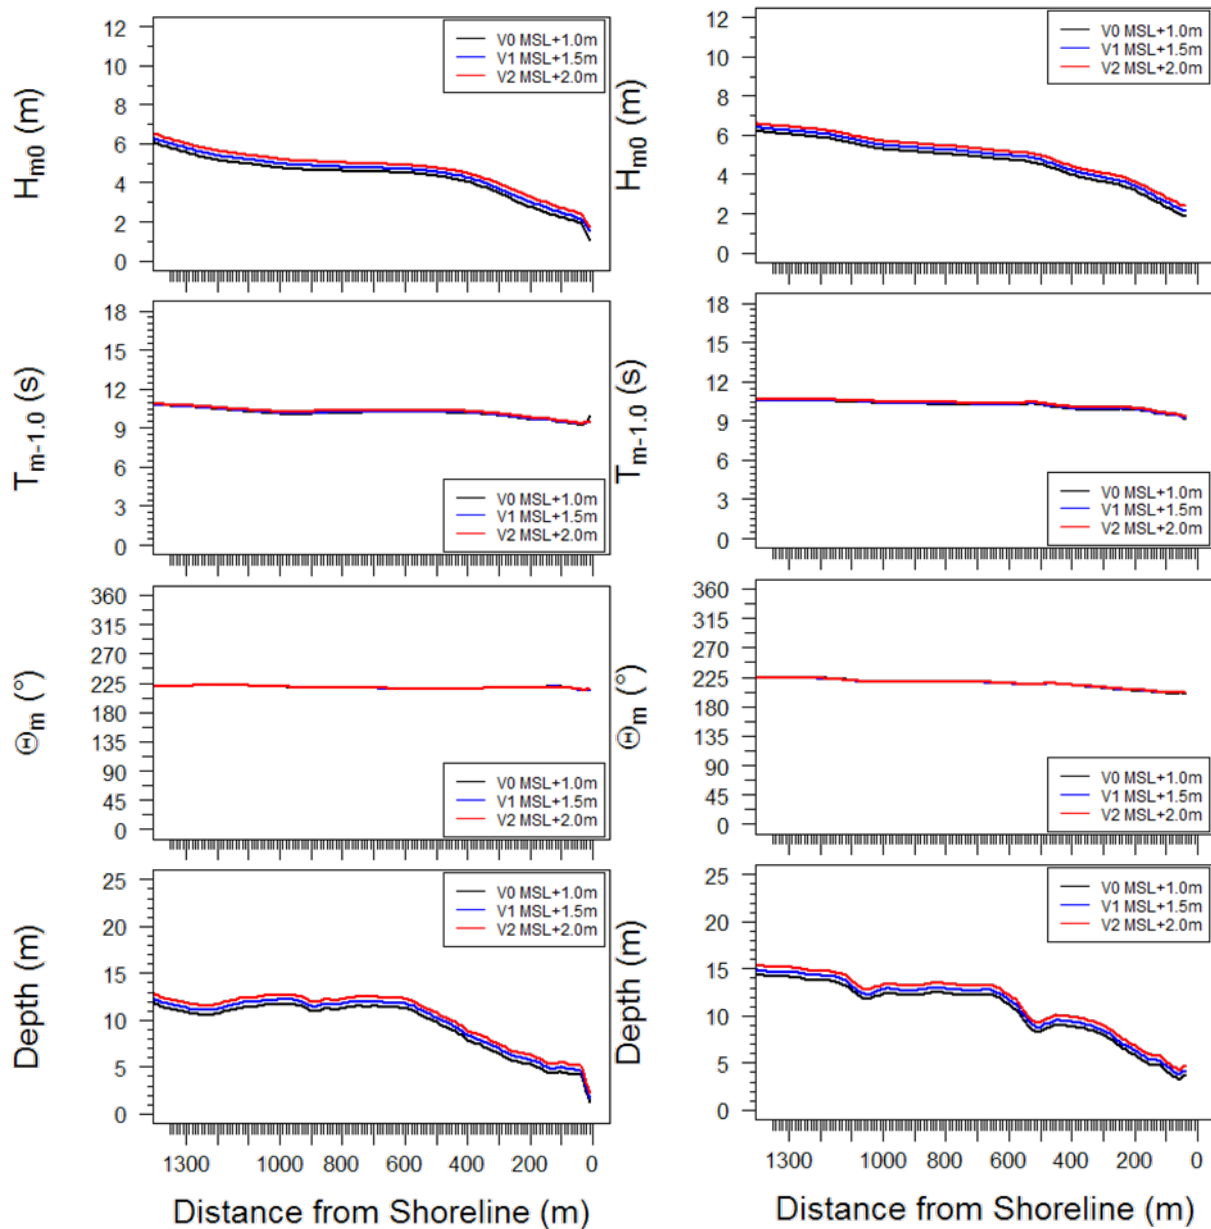 12
10
8
6
4
2
0
H_m0 (m)
V0 MSL+1.0m
V1 MSL+1.5m
V2 MSL+2.0m
12
10
8
6
4
2
0
H_m0 (m)
V0 MSL+1.0m
V1 MSL+1.5m
V2 MSL+2.0m
18
15
12
9
6
3
0
T_m-1.0 (s)
V0 MSL+1.0m
V1 MSL+1.5m
V2 MSL+2.0m
18
15
12
9
6
3
0
T_m-1.0 (s)
V0 MSL+1.0m
V1 MSL+1.5m
V2 MSL+2.0m
360
315
270
225
180
135
90
45
0
Θ_m (°)
V0 MSL+1.0m
V1 MSL+1.5m
V2 MSL+2.0m
360
315
270
225
180
135
90
45
0
Θ_m (°)
V0 MSL+1.0m
V1 MSL+1.5m
V2 MSL+2.0m
25
20
15
10
5
0
Depth (m)
V0 MSL+1.0m
V1 MSL+1.5m
V2 MSL+2.0m
1300 1000 800 600 400 200 0
Distance from Shoreline (m)
25
20
15
10
5
0
Depth (m)
V0 MSL+1.0m
V1 MSL+1.5m
V2 MSL+2.0m
1300 1000 800 600 400 200 0
Distance from Shoreline (m)